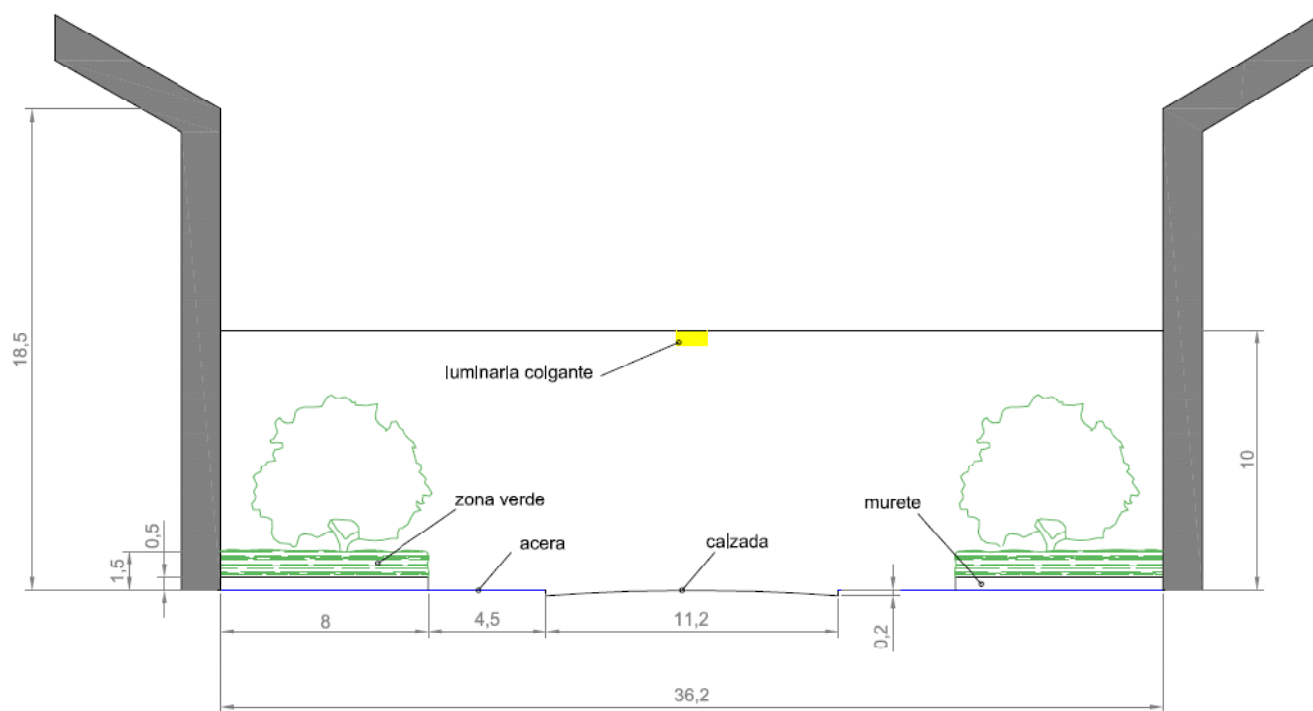 18,5
luminaria colgante
10
zona verde
murete
0,5
acera
calzada
1,5
8
4,5
11,2
0,2
36,2